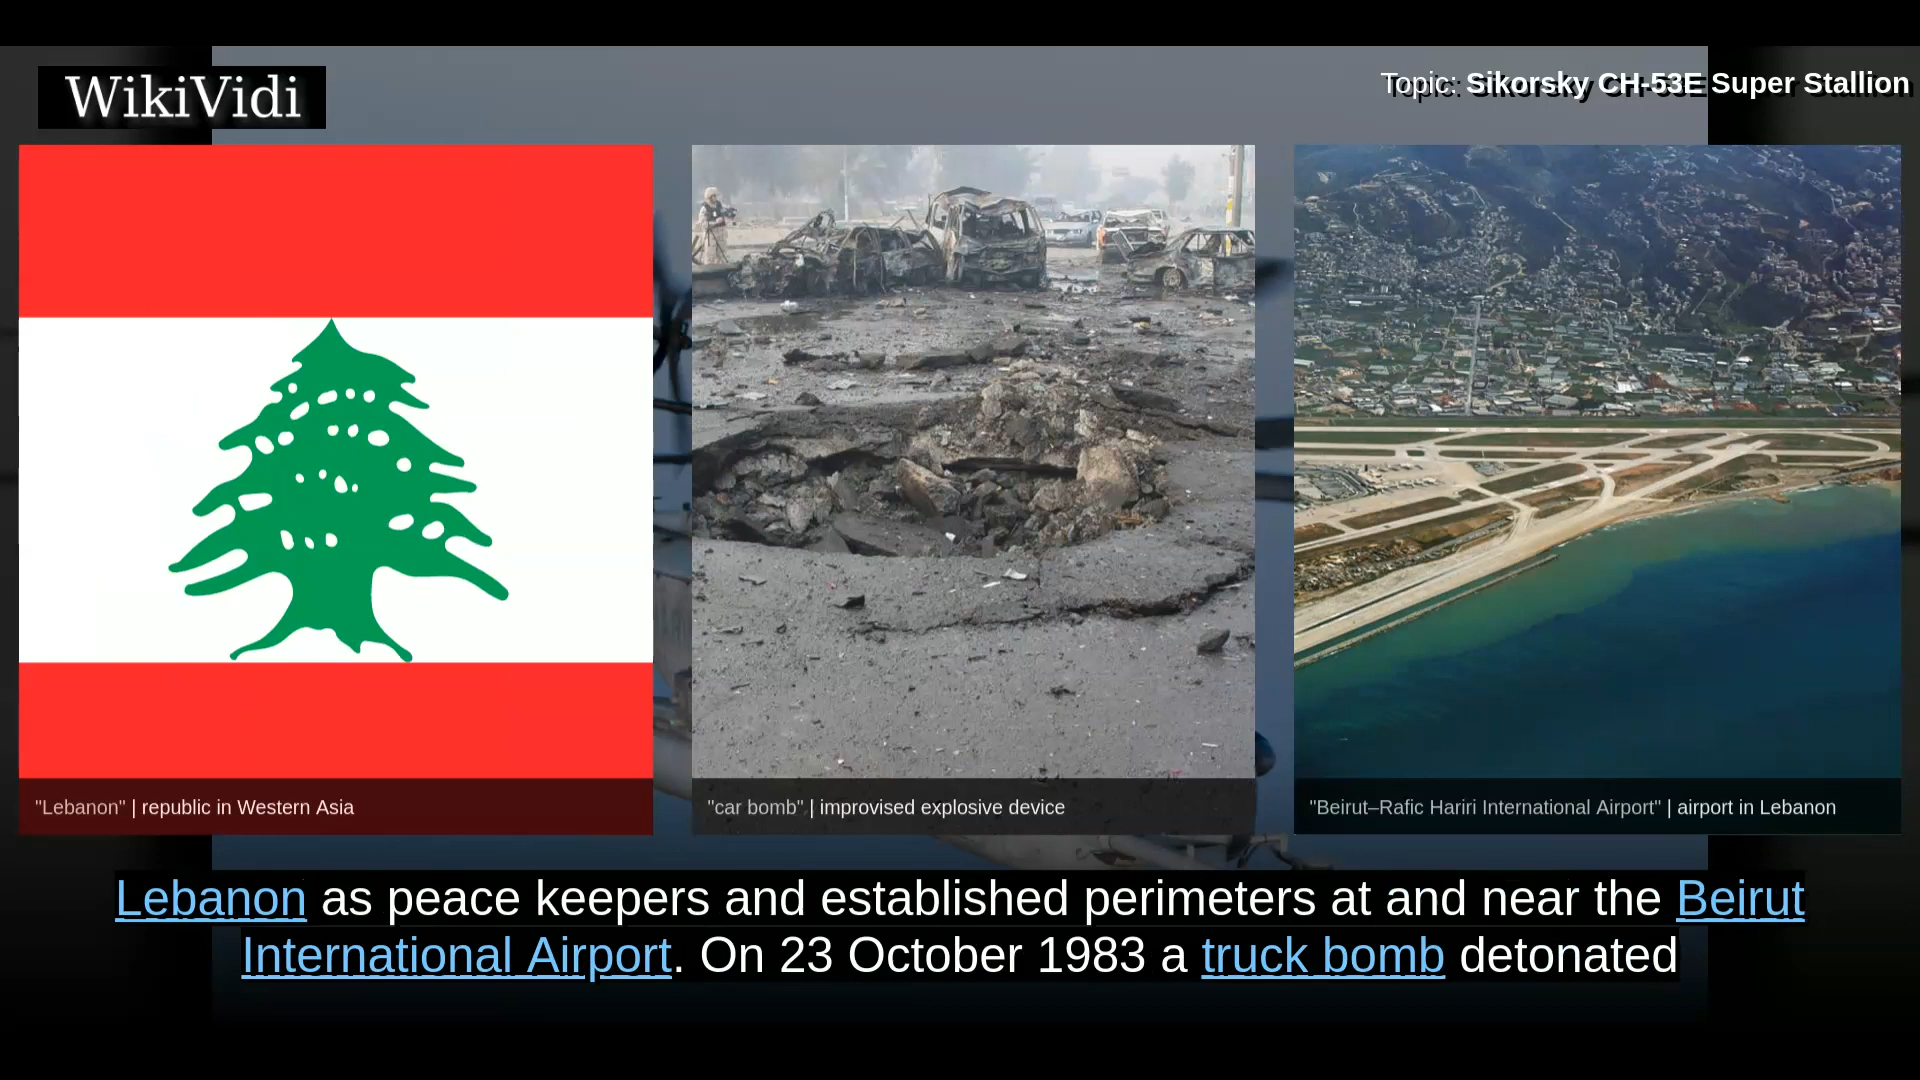 WikiVidi
Topic: Sikorsky CH-53E Super Stallion
"Lebanon" | republic in Western Asia
"car bomb" | improvised explosive device
"Beirut–Rafic Hariri International Airport" | airport in Lebanon
Lebanon as peace keepers and established perimeters at and near the Beirut
International Airport. On 23 October 1983 a truck bomb detonated